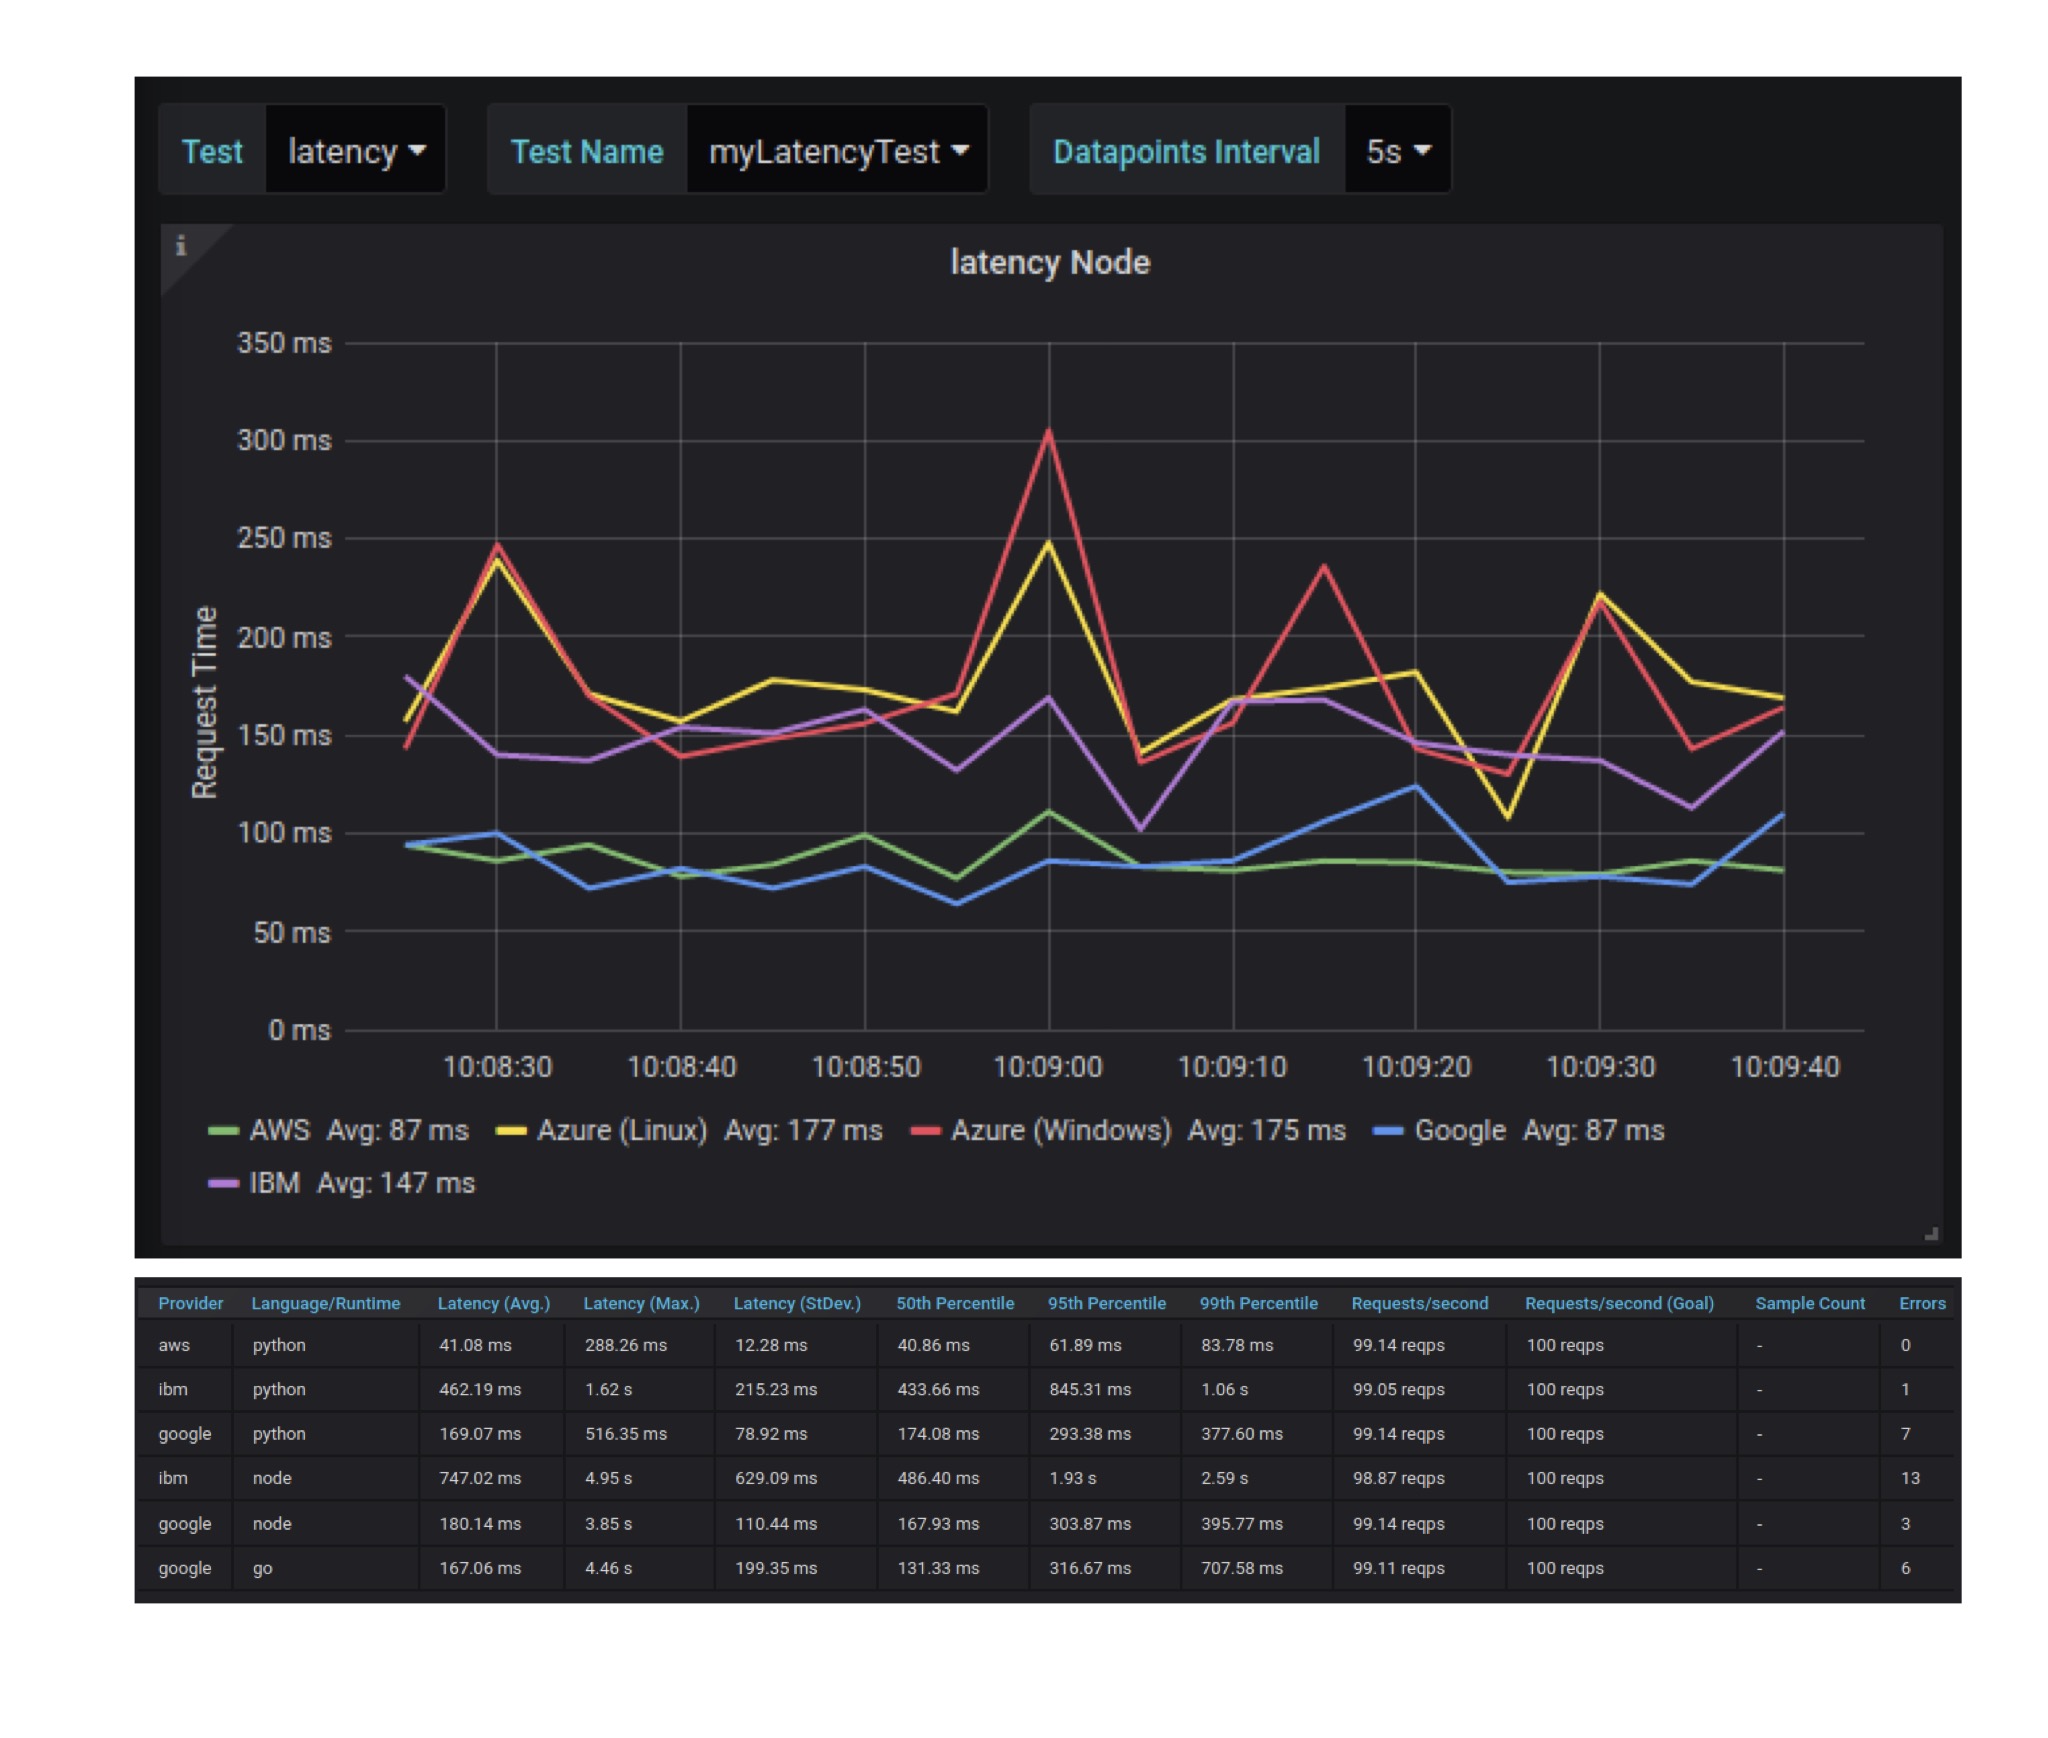 Test latency Test Name myLatencyTest Datapoints Interval 5s
i
latency Node
350 ms
300 ms
250 ms
200 ms
150 ms
100 ms
50 ms
0 ms
Request Time
10:08:30 10:08:40 10:08:50 10:09:00 10:09:10 10:09:20 10:09:30 10:09:40
AWS Avg: 87 ms Azure (Linux) Avg: 177 ms Azure (Windows) Avg: 175 ms Google Avg: 87 ms
IBM Avg: 147 ms
Provider Language/Runtime Latency (Avg.) Latency (Max.) Latency (StDev.) 50th Percentile 95th Percentile 99th Percentile Requests/second Requests/second (Goal) Sample Count Errors
aws python 41.08 ms 288.26 ms 12.28 ms 40.86 ms 61.89 ms 83.78 ms 99.14 reqps 100 reqps - 0
ibm python 462.19 ms 1.62 s 215.23 ms 433.66 ms 845.31 ms 1.06 s 99.05 reqps 100 reqps - 1
google python 169.07 ms 516.35 ms 78.92 ms 174.08 ms 293.38 ms 377.60 ms 99.14 reqps 100 reqps - 7
ibm node 747.02 ms 4.95 s 629.09 ms 486.40 ms 1.93 s 2.59 s 98.87 reqps 100 reqps - 13
google node 180.14 ms 3.85 s 110.44 ms 167.93 ms 303.87 ms 395.77 ms 99.14 reqps 100 reqps - 3
google go 167.06 ms 4.46 s 199.35 ms 131.33 ms 316.67 ms 707.58 ms 99.11 reqps 100 reqps - 6